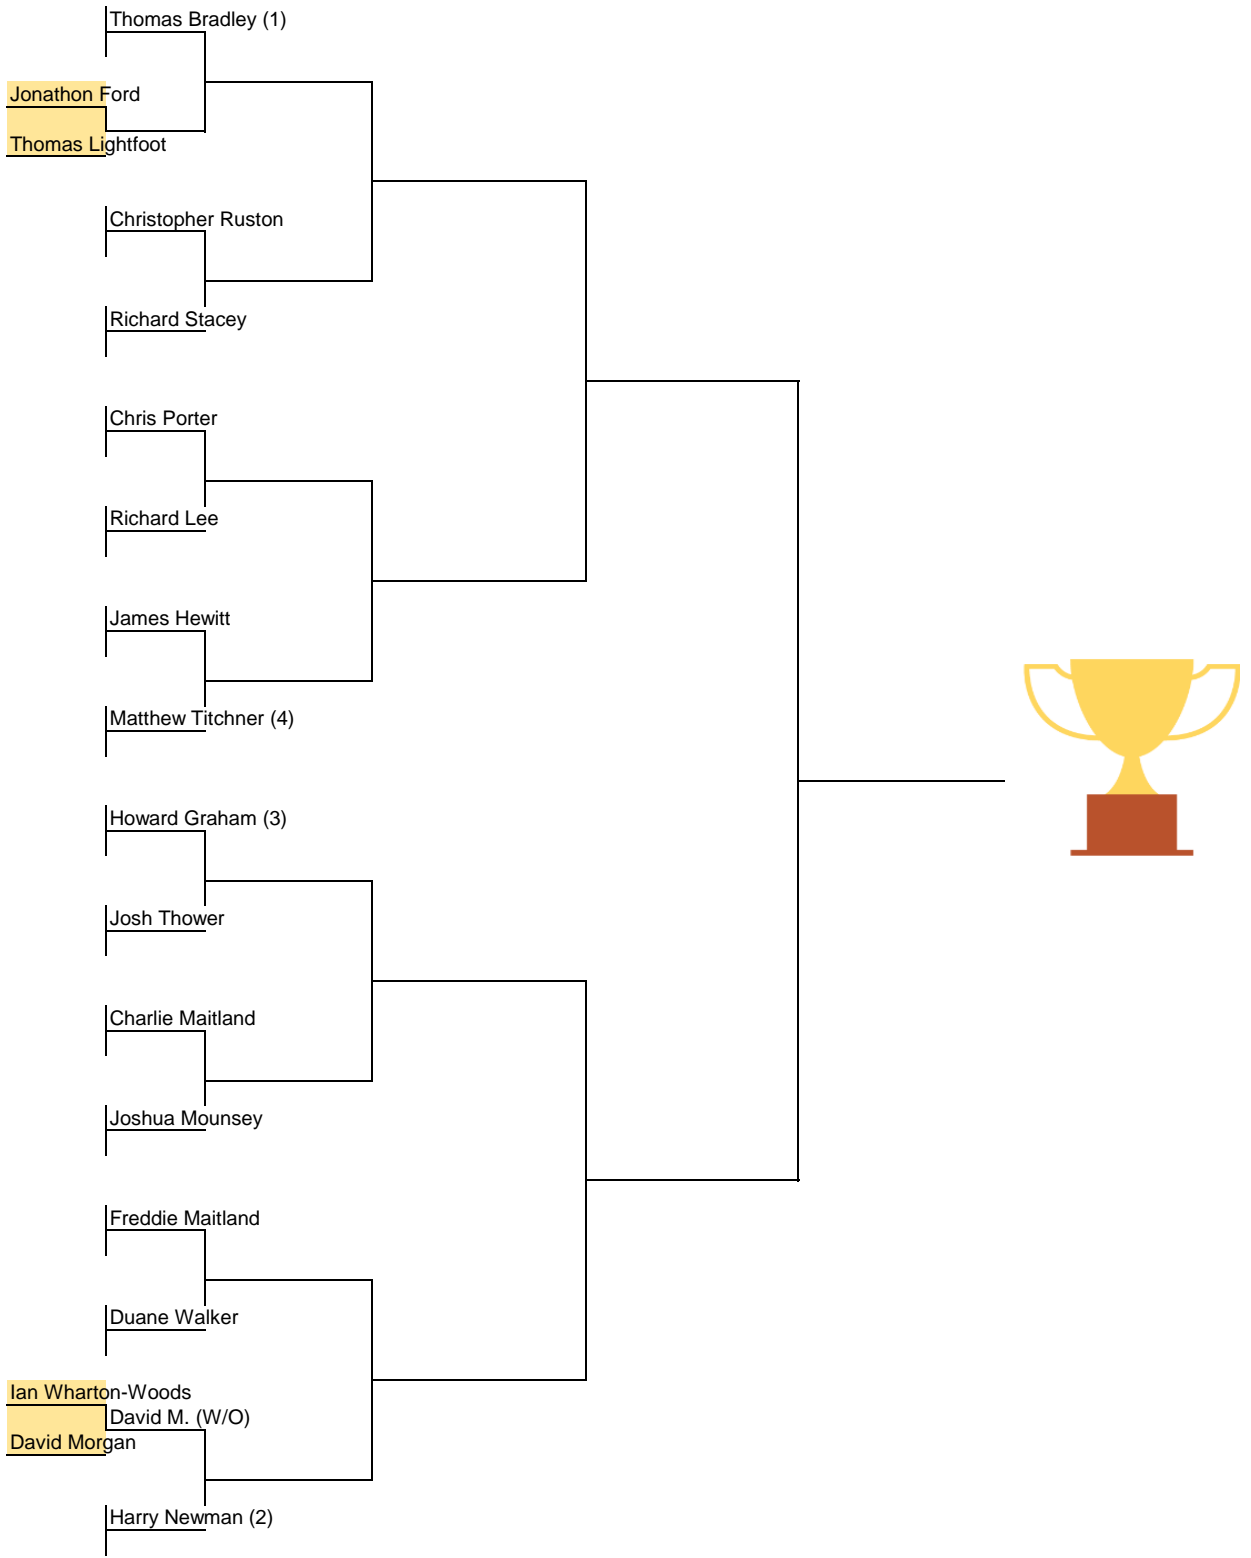 Thomas Bradley (1)
Jonathon Ford
Thomas Lightfoot
Christopher Ruston
Richard Stacey
Chris Porter
Richard Lee
James Hewitt
Matthew Titchner (4)
Howard Graham (3)
Josh Thower
Charlie Maitland
Joshua Mounsey
Freddie Maitland
Duane Walker
Ian Wharton-Woods
David M. (W/O)
David Morgan
Harry Newman (2)